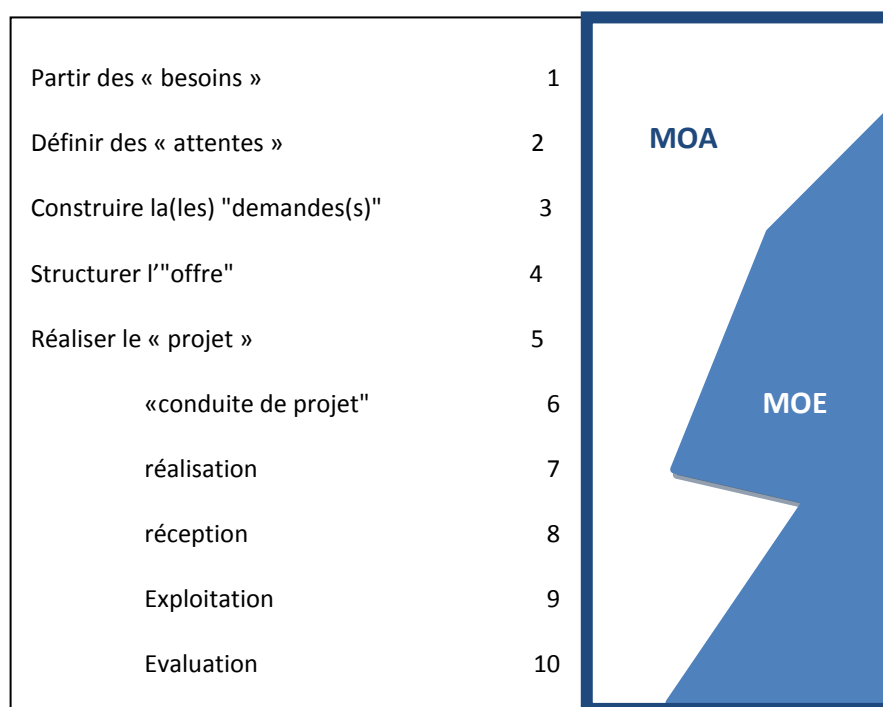 Partir des « besoins » 1
Définir des « attentes » 2
MOA
Construire la(les) "demandes(s)" 3
Structurer l'"offre" 4
Réaliser le « projet » 5
«conduite de projet" 6
MOE
réalisation 7
réception 8
Exploitation 9
Evaluation 10